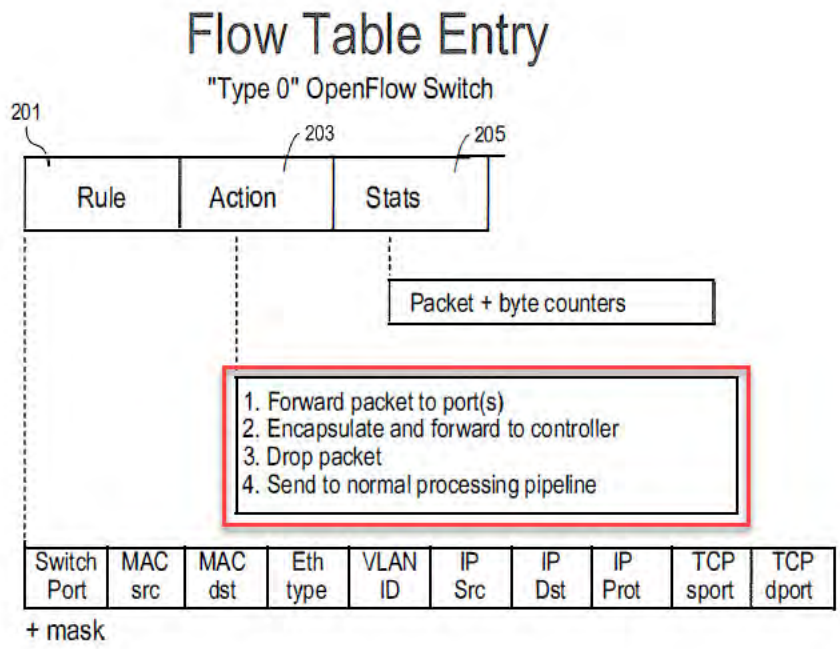 Flow Table Entry
"Type 0" OpenFlow Switch
201
203
205
Rule
Action
Stats
Packet + byte counters
1. Forward packet to port(s)
2. Encapsulate and forward to controller
3. Drop packet
4. Send to normal processing pipeline
Switch Port
MAC src
MAC dst
Eth type
VLAN ID
IP Src
IP Dst
IP Prot
TCP sport
TCP dport
+ mask